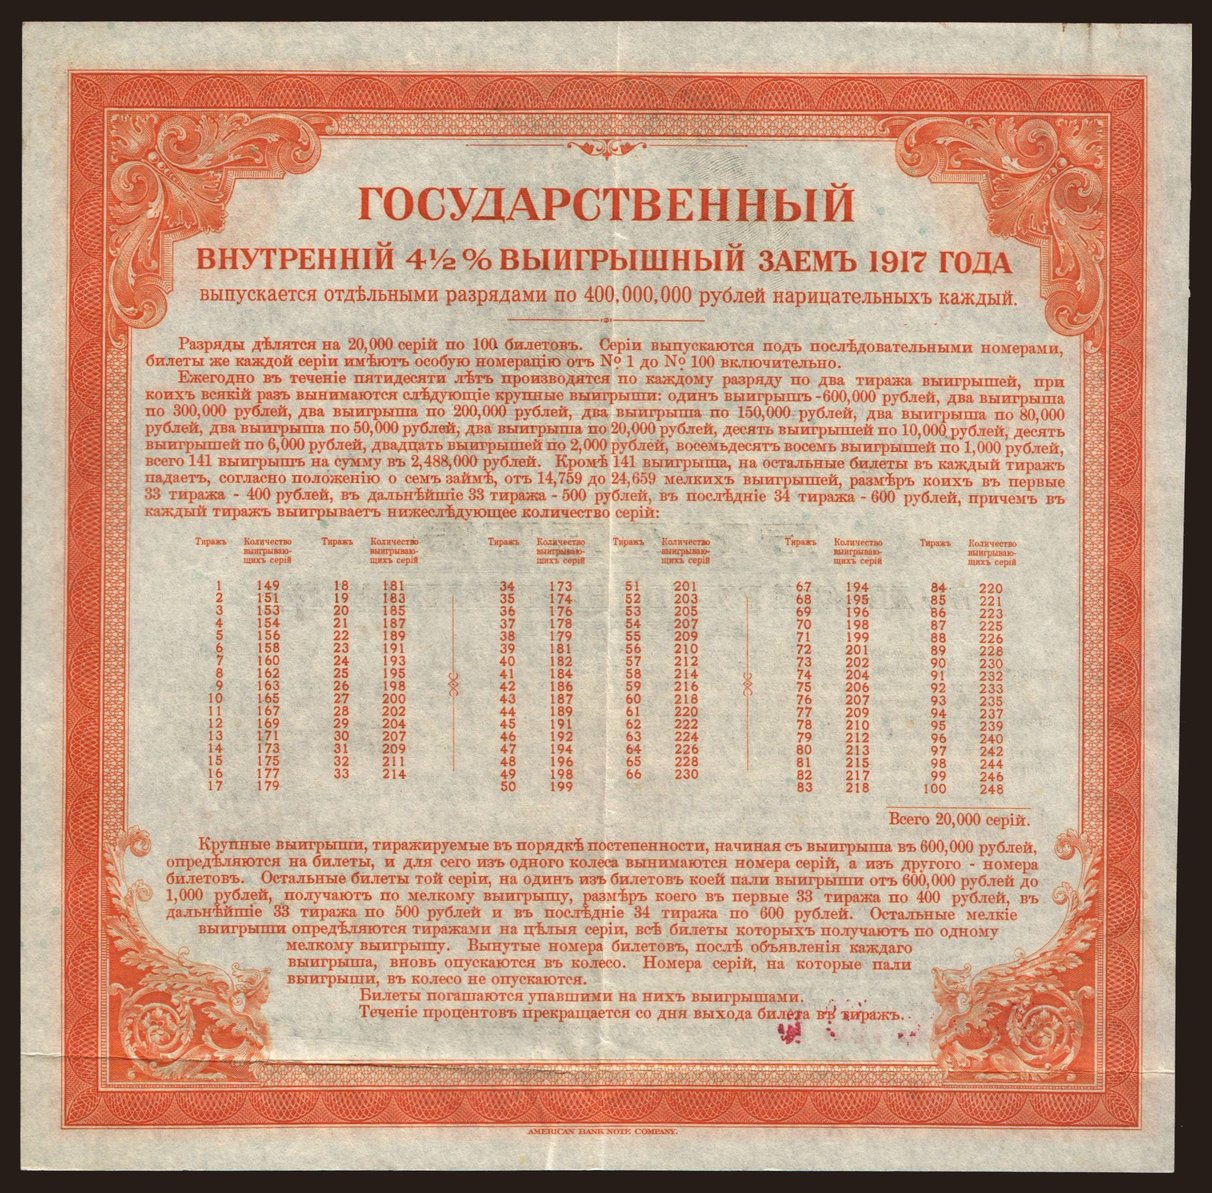 ГОСУДАРСТВЕННЫЙ
ВНУТРЕННІЙ 4½% ВЫИГРЫШНЫЙ ЗАЕМЪ 1917 ГОДА
выпускается отдѣльными разрядами по 400,000,000 рублей нарицательныхъ каждый.
Разряды дѣлятся на 20,000 серій по 100 билетовъ. Серіи выпускаются подъ послѣдовательными номерами,
билеты же каждой серіи имѣютъ особую номерацію отъ № 1 до № 100 включительно.
Ежегодно въ теченіе пятидесяти лѣтъ производятся по каждому разряду по два тиража выигрышей, при
коихъ всякій разъ вынимаются слѣдующіе крупные выигрыши: одинъ выигрышъ -600,000 рублей, два выигрыша
по 300,000 рублей, два выигрыша по 200,000 рублей, два выигрыша по 150,000 рублей, два выигрыша по 80,000
рублей, два выигрыша по 50,000 рублей, два выигрыша по 20,000 рублей, десять выигрышей по 10,000 рублей, десять
выигрышей по 6,000 рублей, двадцать выигрышей по 2,000 рублей, восемьдесятъ восемь выигрышей по 1,000 рублей,
всего 141 выигрышъ на сумму въ 2,488,000 рублей. Кромѣ 141 выигрыша, на остальные билеты въ каждый тиражъ
падаетъ, согласно положенію о семъ займѣ, отъ 14,759 до 24,659 мелкихъ выигрышей, размѣръ коихъ въ первые
33 тиража - 400 рублей, въ дальнѣйшіе 33 тиража - 500 рублей, въ послѣдніе 34 тиража - 600 рублей, причемъ въ
каждый тиражъ выигрываетъ нижеслѣдующее количество серій:
Тиражъ Количество Тиражъ Количество Тиражъ Количество Тиражъ Количество Тиражъ Количество Тиражъ Количество
выигрываю- выигрываю- выигрываю- выигрываю- выигрываю- выигрываю-
щихъ серій щихъ серій щихъ серій щихъ серій щихъ серій щихъ серій
1 149 18 181 34 173 51 201 67 194 84 220
2 151 19 183 35 174 52 203 68 195 85 221
3 153 20 185 36 176 53 205 69 196 86 223
4 154 21 187 37 178 54 207 70 198 87 225
5 156 22 189 38 179 55 209 71 199 88 226
6 158 23 191 39 181 56 210 72 201 89 228
7 160 24 193 40 182 57 212 73 202 90 230
8 162 25 195 41 184 58 214 74 204 91 232
9 163 26 198 42 186 59 216 75 206 92 233
10 165 27 200 43 187 60 218 76 207 93 235
11 167 28 202 44 189 61 220 77 209 94 237
12 169 29 204 45 191 62 222 78 210 95 239
13 171 30 207 46 192 63 224 79 212 96 240
14 173 31 209 47 194 64 226 80 213 97 242
15 175 32 211 48 196 65 228 81 215 98 244
16 177 33 214 49 198 66 230 82 217 99 246
17 179 50 199 83 218 100 248
Всего 20,000 серій.
Крупные выигрыши, тиражируемые въ порядкѣ постепенности, начиная съ выигрыша въ 600,000 рублей,
опредѣляются на билеты, и для сего изъ одного колеса вынимаются номера серій, а изъ другого - номера
билетовъ. Остальные билеты той серіи, на одинъ изъ билетовъ коей пали выигрыши отъ 600,000 рублей до
1,000 рублей, получаютъ по мелкому выигрышу, размѣръ коего въ первые 33 тиража по 400 рублей, въ
дальнѣйшіе 33 тиража по 500 рублей и въ послѣдніе 34 тиража по 600 рублей. Остальные мелкіе
выигрыши опредѣляются тиражами на цѣлыя серіи, всѣ билеты которыхъ получаютъ по одному
мелкому выигрышу. Вынутые номера билетовъ, послѣ объявленія каждаго
выигрыша, вновь опускаются въ колесо. Номера серій, на которые пали
выигрыши, въ колесо не опускаются.
Билеты погашаются упавшими на нихъ выигрышами.
Теченіе процентовъ прекращается со дня выхода билета въ тиражъ.
AMERICAN BANK NOTE COMPANY.